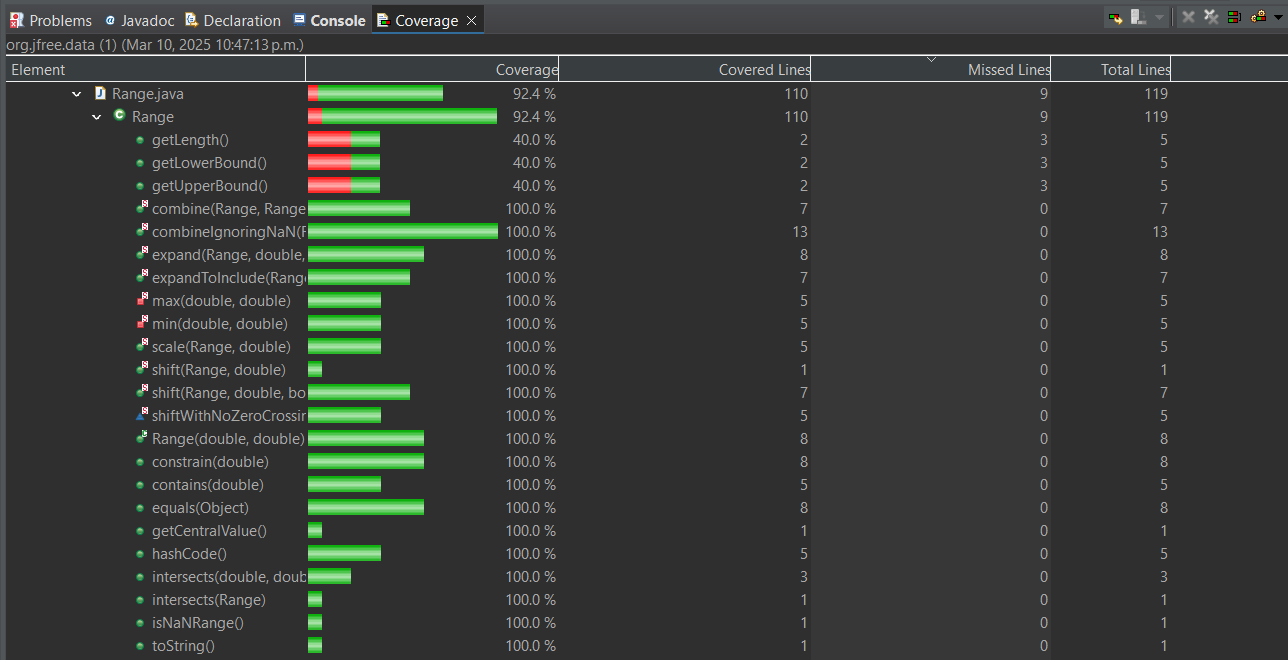 Problems Javadoc Declaration Console Coverage
org.jfree.data (1) (Mar 10, 2025 10:47:13 p.m.)
Element Coverage Covered Lines Missed Lines Total Lines
Range.java 92.4 % 110 9 119
Range 92.4 % 110 9 119
getLength() 40.0 % 2 3 5
getLowerBound() 40.0 % 2 3 5
getUpperBound() 40.0 % 2 3 5
combine(Range, Range 100.0 % 7 0 7
combineIgnoringNaN(R 100.0 % 13 0 13
expand(Range, double, 100.0 % 8 0 8
expandToInclude(Range 100.0 % 7 0 7
max(double, double) 100.0 % 5 0 5
min(double, double) 100.0 % 5 0 5
scale(Range, double) 100.0 % 5 0 5
shift(Range, double) 100.0 % 1 0 1
shift(Range, double, bo 100.0 % 7 0 7
shiftWithNoZeroCrossin 100.0 % 5 0 5
Range(double, double) 100.0 % 8 0 8
constrain(double) 100.0 % 8 0 8
contains(double) 100.0 % 5 0 5
equals(Object) 100.0 % 8 0 8
getCentralValue() 100.0 % 1 0 1
hashCode() 100.0 % 5 0 5
intersects(double, doub 100.0 % 3 0 3
intersects(Range) 100.0 % 1 0 1
isNaNRange() 100.0 % 1 0 1
toString() 100.0 % 1 0 1